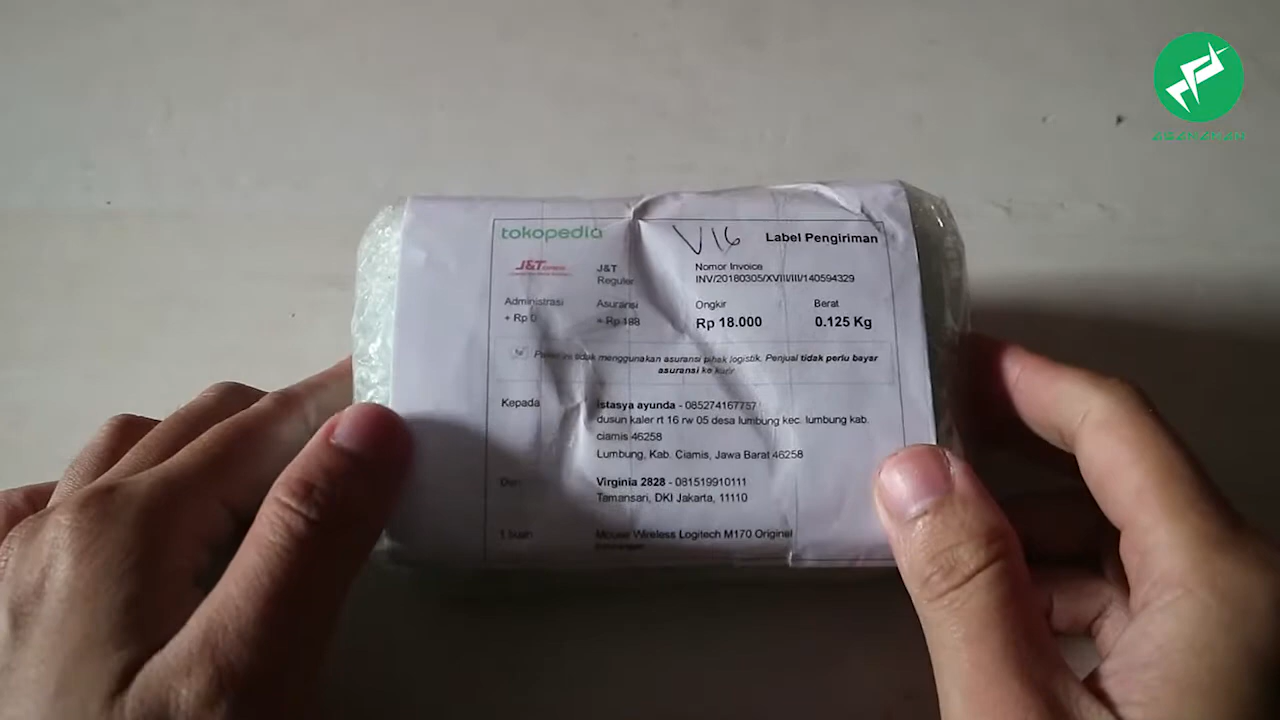 tokopedia
V16
Label Pengiriman
J&T EXPRESS
J&T
Reguler
Nomor Invoice
INV/20180305/XVIII/III/140594329
Administrasi
+ Rp 0
Asuransi
+ Rp 188
Ongkir
Rp 18.000
Berat
0.125 Kg
ini tidak menggunakan asuransi pihak logistik. Penjual tidak perlu bayar
asuransi ke kurir
Kepada
Istasya ayunda - 085274167757
dusun kaler rt 16 rw 05 desa lumbung kec. lumbung kab.
ciamis 46258
Lumbung, Kab. Ciamis, Jawa Barat 46258
Virginia 2828 - 081519910111
Tamansari, DKI Jakarta, 11110
1 buah
Mouse Wireless Logitech M170 Original